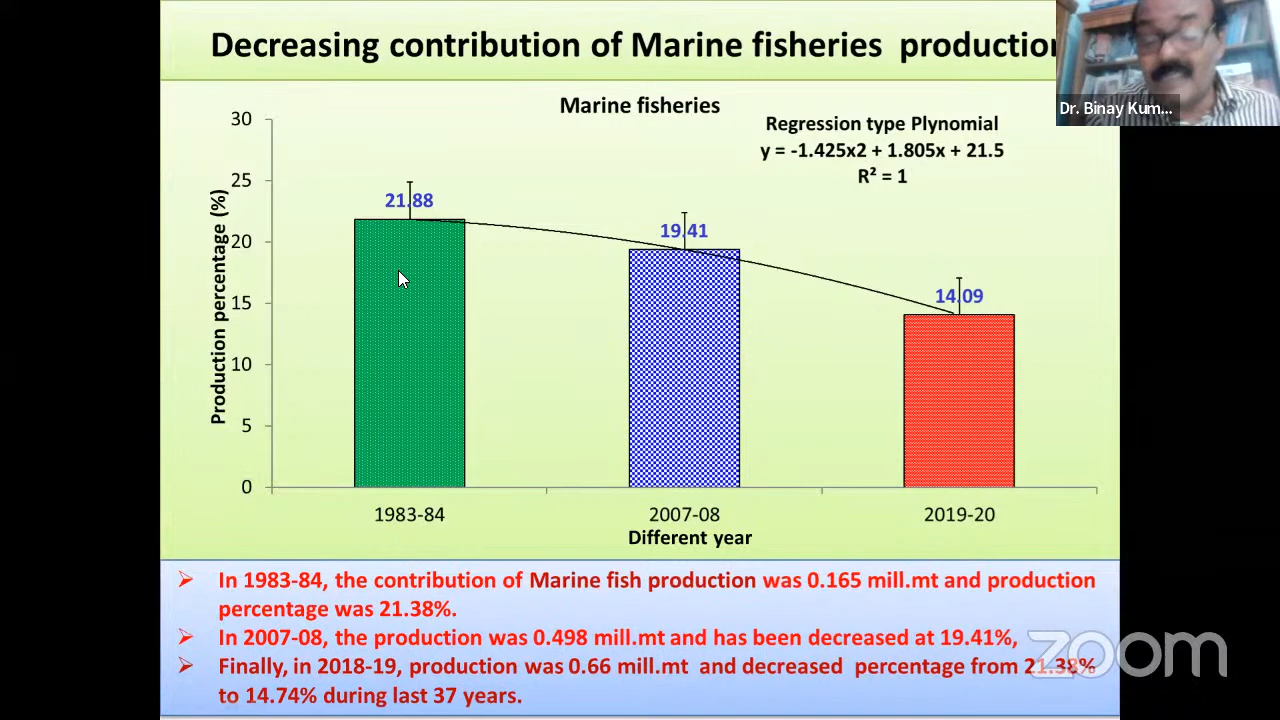 Decreasing contribution of Marine fisheries production
Dr. Binay Kum...
Marine fisheries
Regression type Plynomial
y = -1.425x2 + 1.805x + 21.5
R² = 1
Production percentage (%)
30
25
20
15
10
5
0
21.88
19.41
14.09
1983-84
2007-08
2019-20
Different year
In 1983-84, the contribution of Marine fish production was 0.165 mill.mt and production
percentage was 21.38%.
In 2007-08, the production was 0.498 mill.mt and has been decreased at 19.41%,
Finally, in 2018-19, production was 0.66 mill.mt and decreased percentage from 21.38%
to 14.74% during last 37 years.
zoom